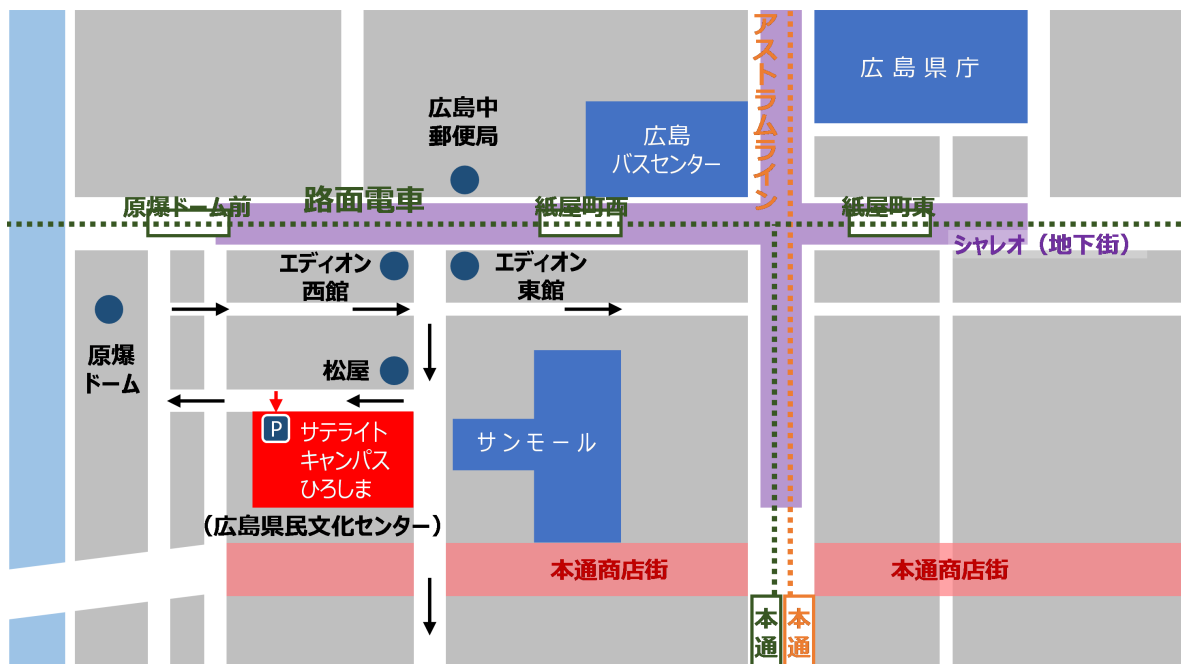 アストラムライン
広島県庁
広島中
郵便局
広島
バスセンター
原爆ドーム前
路面電車
紙屋町西
紙屋町東
シャレオ（地下街）
エディオン
西館
エディオン
東館
原爆
ドーム
松屋
P
サテライト
キャンパス
ひろしま
（広島県民文化センター）
サンモール
本通商店街
本通商店街
本通
本通